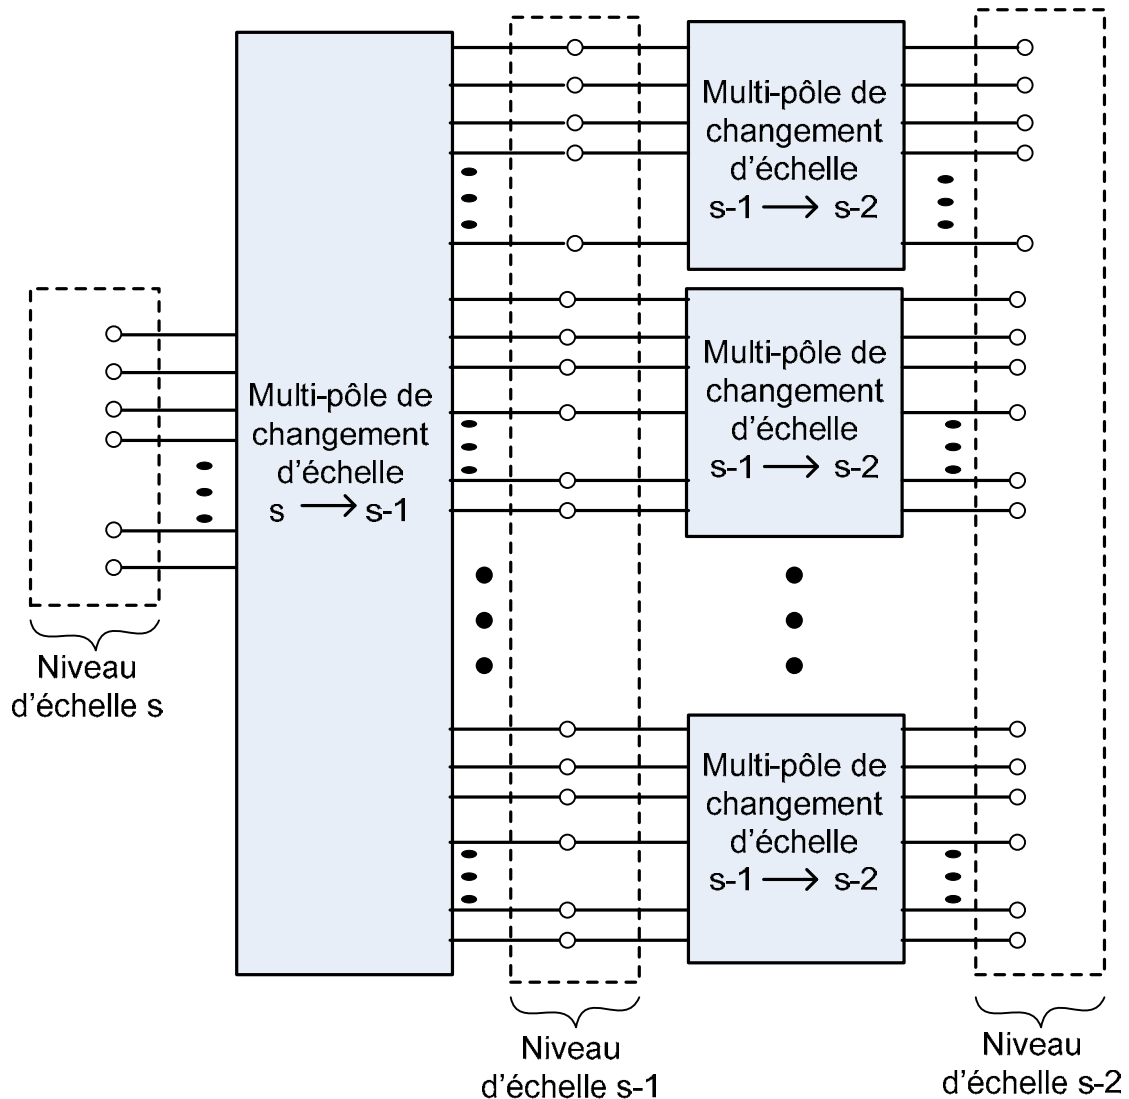 Multi-pôle de
changement
d'échelle
s → s-1
Multi-pôle de
changement
d'échelle
s-1 → s-2
Multi-pôle de
changement
d'échelle
s-1 → s-2
Multi-pôle de
changement
d'échelle
s-1 → s-2
Niveau
d'échelle s
Niveau
d'échelle s-1
Niveau
d'échelle s-2